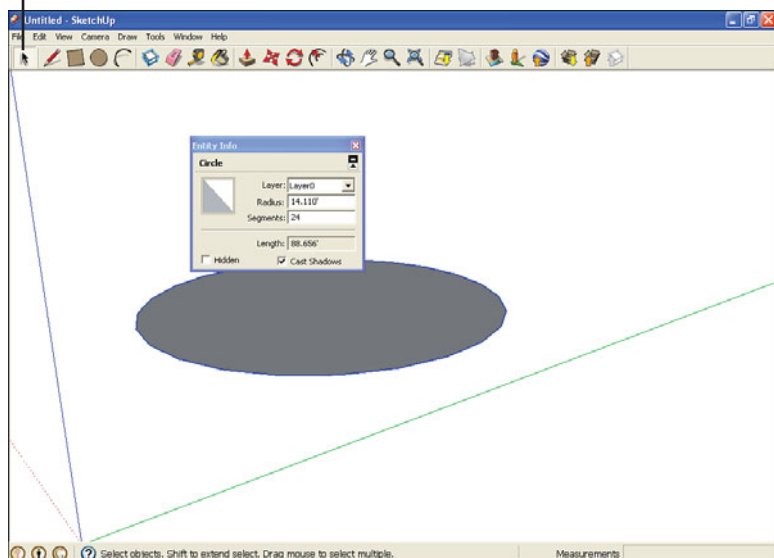 Untitled - SketchUp
File Edit View Camera Draw Tools Window Help
Entity Info
Circle
Layer: Layer0
Radius: 14.110'
Segments: 24
Length: 88.656'
Hidden Cast Shadows
Select objects. Shift to extend select. Drag mouse to select multiple. Measurements